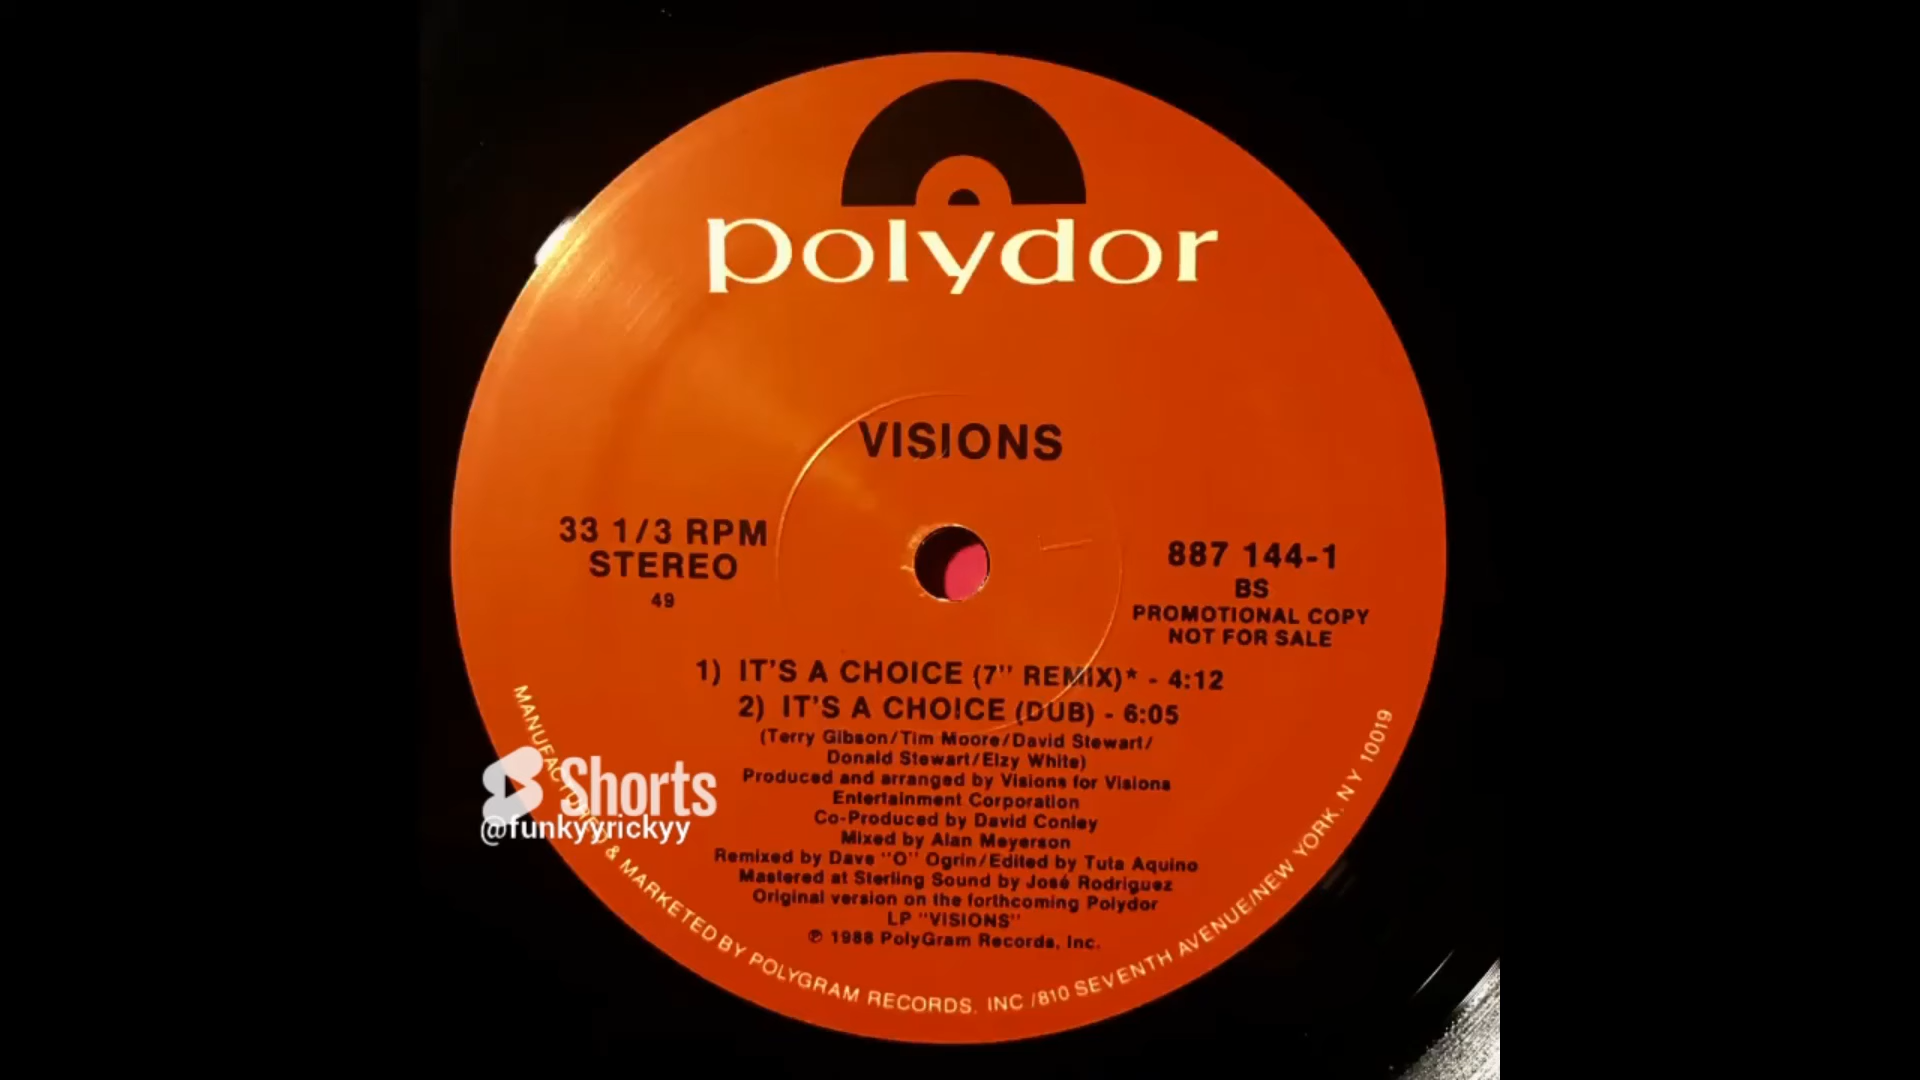 polydor
VISIONS
33 1/3 RPM
STEREO
49
887 144-1
BS
PROMOTIONAL COPY
NOT FOR SALE
1) IT'S A CHOICE (7" REMIX)* - 4:12
2) IT'S A CHOICE (DUB) - 6:05
(Terry Gibson/Tim Moore/David Stewart/
Donald Stewart/Elzy White)
Produced and arranged by Visions for Visions
Entertainment Corporation
Co-Produced by David Conley
Mixed by Alan Meyerson
Remixed by Dave "O" Ogrin/Edited by Tuta Aquino
Mastered at Sterling Sound by José Rodriguez
Original version on the forthcoming Polydor
LP "VISIONS"
℗ 1988 PolyGram Records, Inc.
MANUFACTURED & MARKETED BY POLYGRAM RECORDS, INC /810 SEVENTH AVENUE/NEW YORK, NY 10019
Shorts
@funkyyrickyy